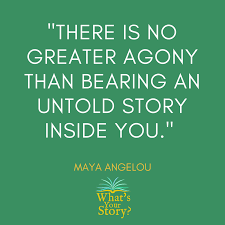 "THERE IS NO
GREATER AGONY
THAN BEARING AN
UNTOLD STORY
INSIDE YOU."
MAYA ANGELOU
What's
Your
Story?